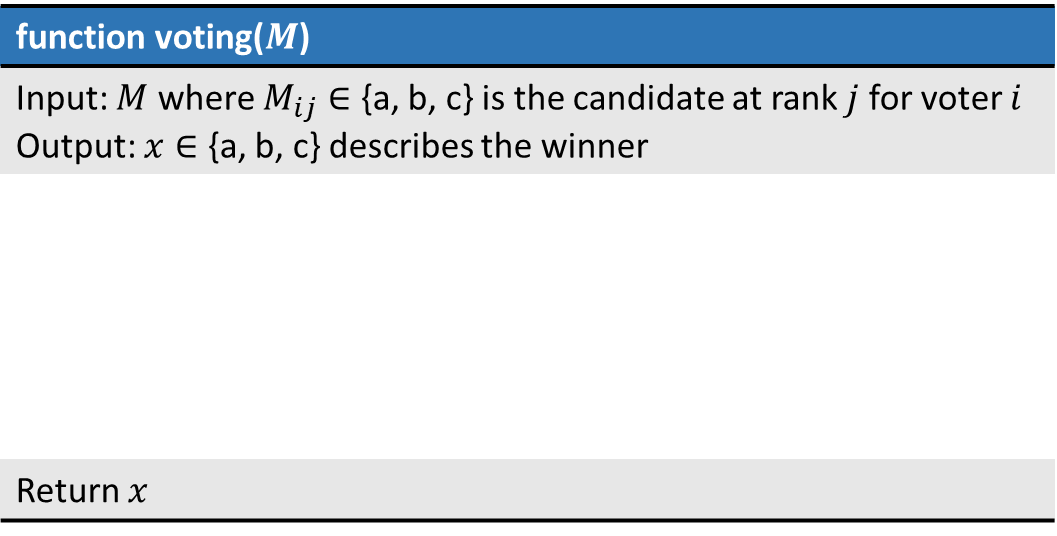 function voting(M)
Input: M where Mᵢⱼ ∈ {a, b, c} is the candidate at rank j for voter i
Output: x ∈ {a, b, c} describes the winner
Return x